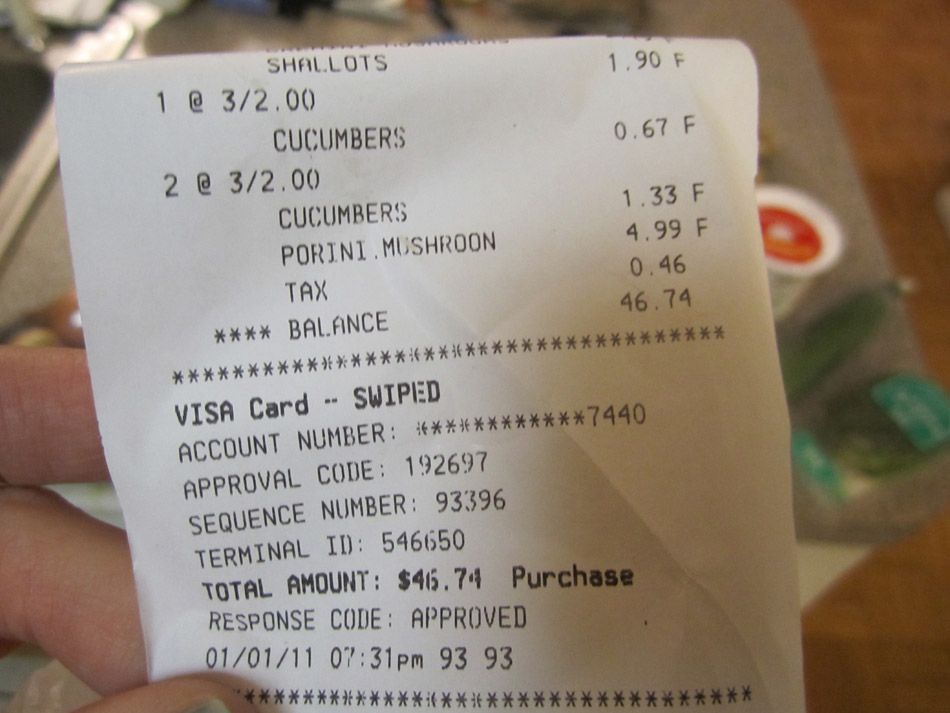 MUSHROOMS
SHALLOTS 1.90 F
1 @ 3/2.00
CUCUMBERS 0.67 F
2 @ 3/2.00
CUCUMBERS 1.33 F
PORINI.MUSHROON 4.99 F
TAX 0.46
**** BALANCE 46.74
************************************
VISA Card -- SWIPED
ACCOUNT NUMBER: ************7440
APPROVAL CODE: 192697
SEQUENCE NUMBER: 93396
TERMINAL ID: 546650
TOTAL AMOUNT: $46.74 Purchase
RESPONSE CODE: APPROVED
01/01/11 07:31pm 93 93
************************************